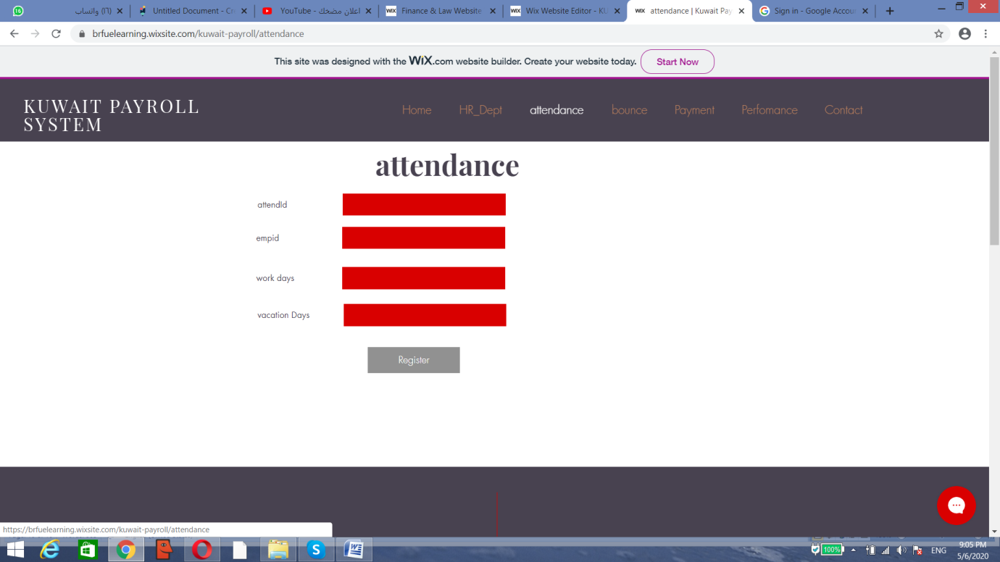 16
(١٦) واتساب
Untitled Document - Cr
YouTube - اعلان مضحك
WIX Finance & Law Website
WIX Wix Website Editor - KU
WIX attendance | Kuwait Pay
Sign in - Google Accou
brfuelearning.wixsite.com/kuwait-payroll/attendance
This site was designed with the WiX.com website builder. Create your website today.
Start Now
KUWAIT PAYROLL
SYSTEM
Home
HR_Dept
attendance
bounce
Payment
Perfomance
Contact
attendance
attendId
empid
work days
vacation Days
Register
https://brfuelearning.wixsite.com/kuwait-payroll/attendance
100%
ENG
9:05 PM
5/6/2020